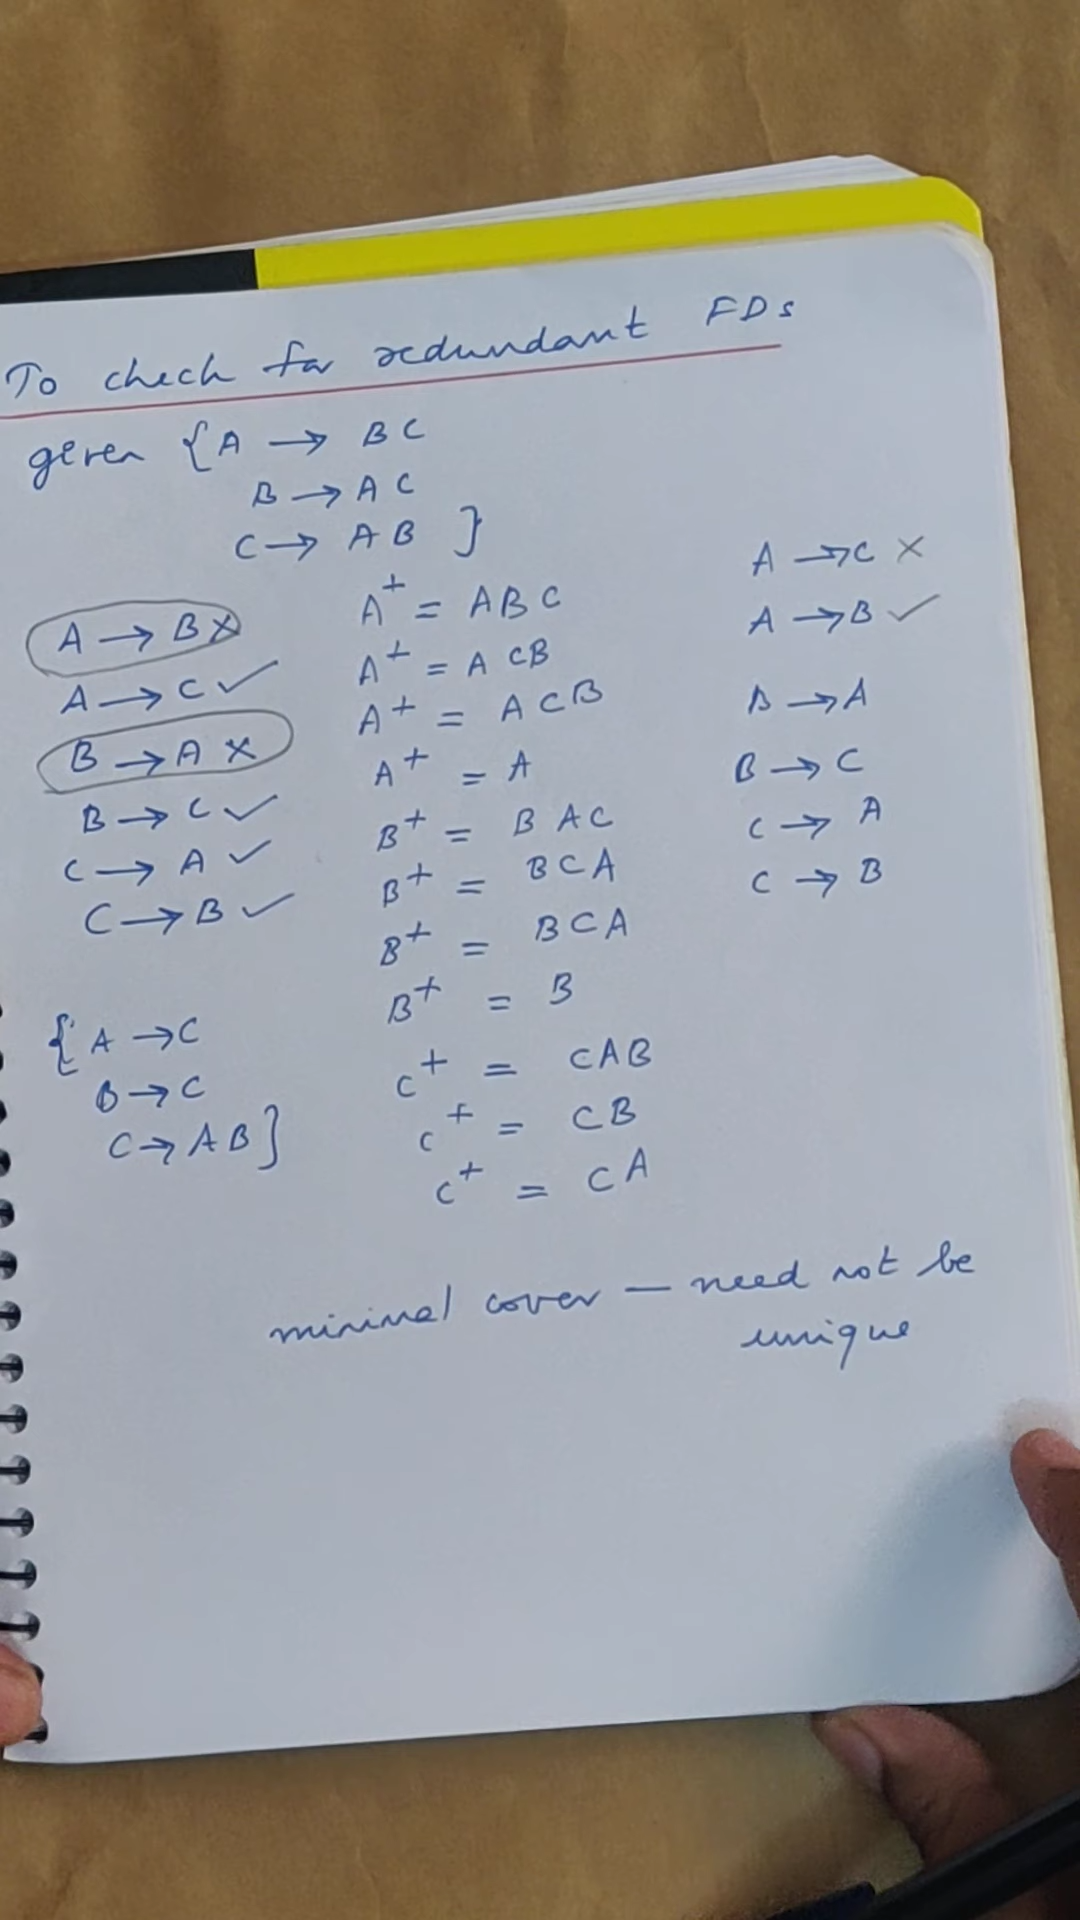 To check for redundant FDs
given {A → BC
B → AC
C → AB }
A → B ×
A → C ✓
B → A ×
B → C ✓
C → A ✓
C → B ✓
{A → C
B → C
C → AB}
A⁺ = ABC
A⁺ = ACB
A⁺ = ACB
A⁺ = A
B⁺ = BAC
B⁺ = BCA
B⁺ = BCA
B⁺ = B
C⁺ = CAB
C⁺ = CB
C⁺ = CA
A → C ×
A → B ✓
B → A
B → C
C → A
C → B
minimal cover — need not be
unique